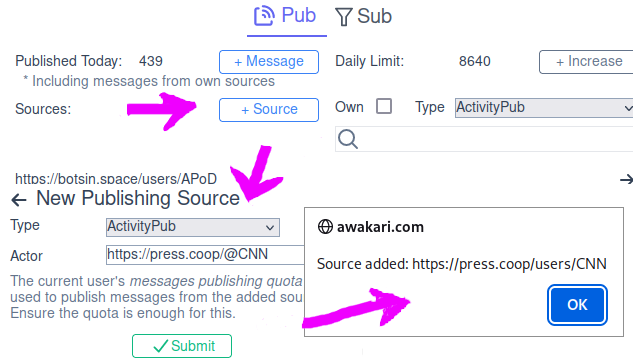 Pub Sub
Published Today: 439 + Message Daily Limit: 8640 + Increase
* Including messages from own sources
Sources: + Source Own Type ActivityPub
https://botsin.space/users/APoD
New Publishing Source
Type ActivityPub
Actor https://press.coop/@CNN
The current user's messages publishing quota
used to publish messages from the added sou
Ensure the quota is enough for this.
Submit
awakari.com
Source added: https://press.coop/users/CNN
OK